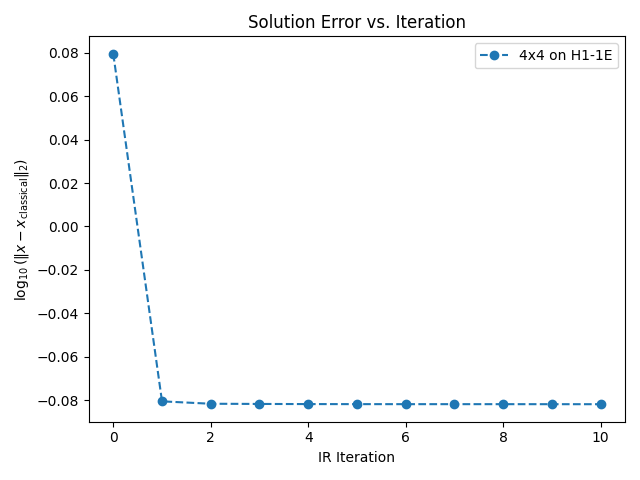 Solution Error vs. Iteration
4x4 on H1-1E
log₁₀(‖x − x_classical‖₂)
0.08
0.06
0.04
0.02
0.00
−0.02
−0.04
−0.06
−0.08
0 2 4 6 8 10
IR Iteration